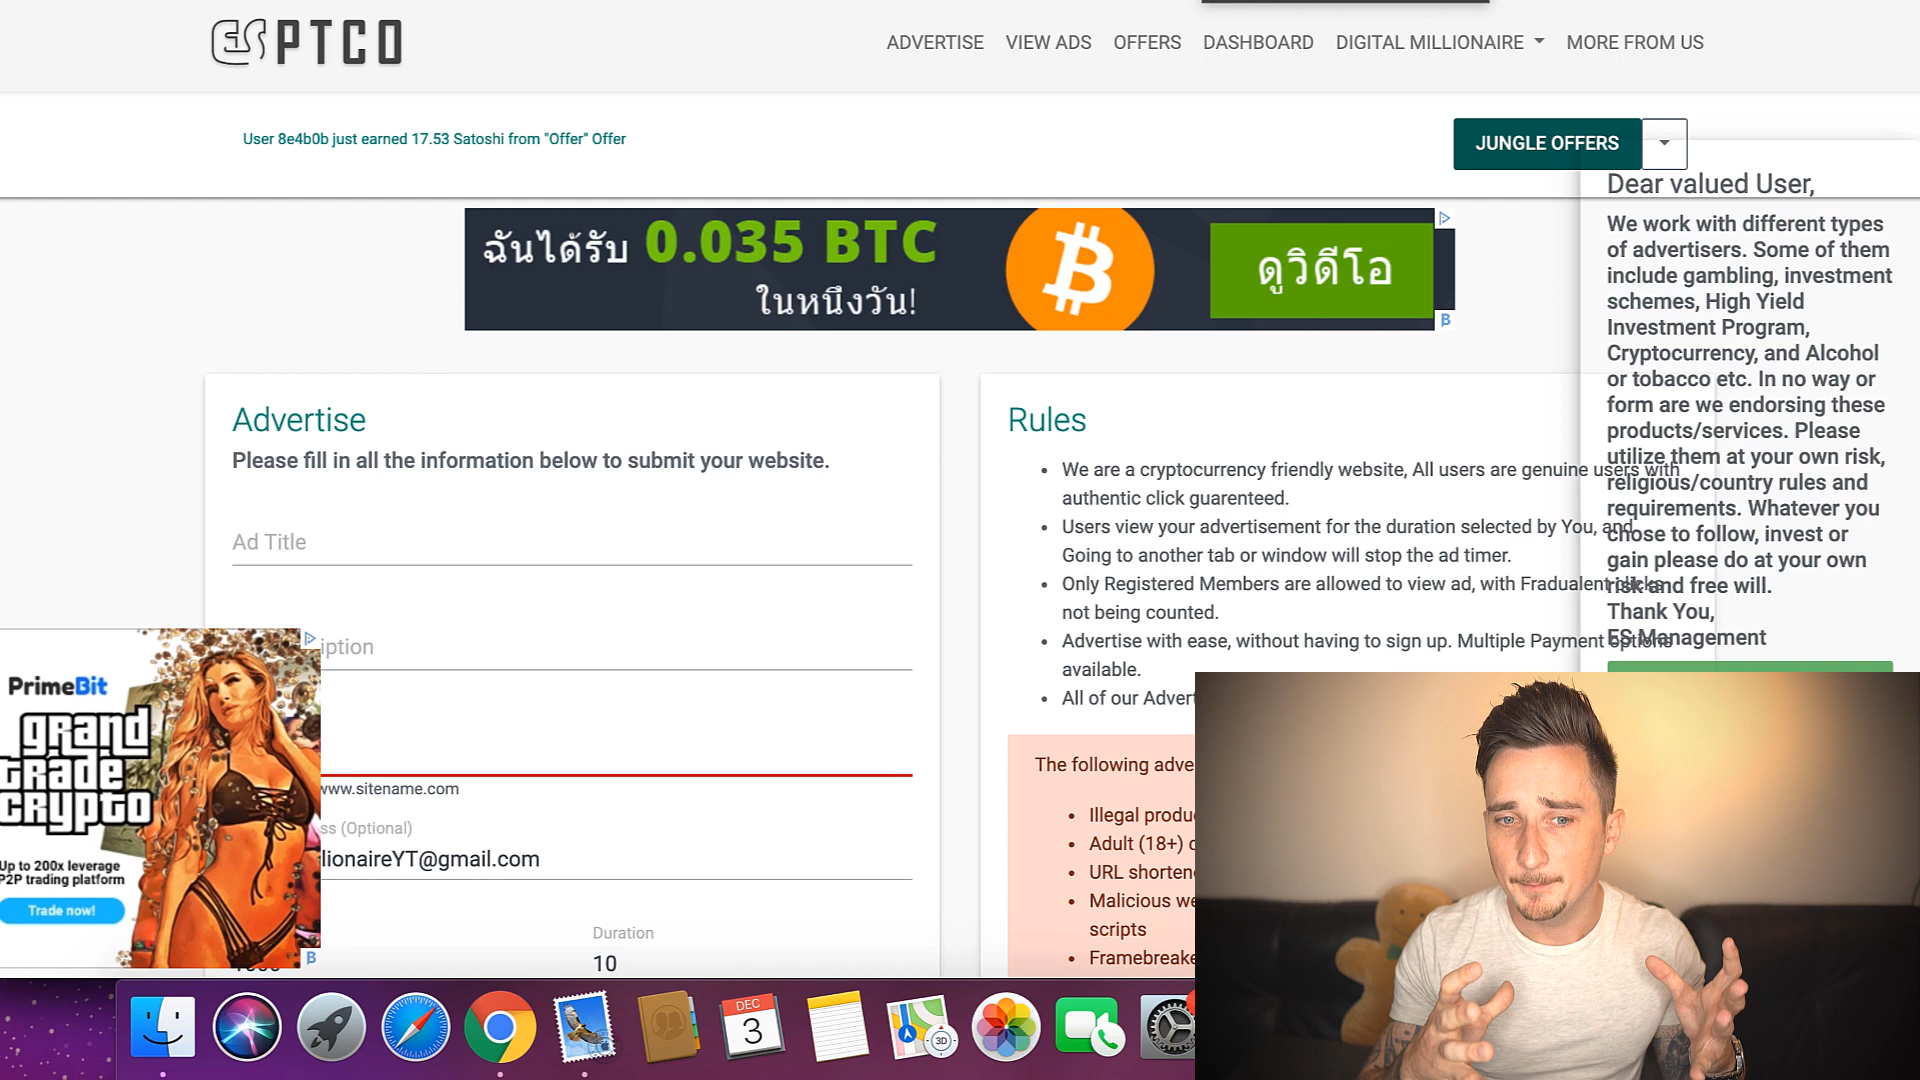 ESPTCO
ADVERTISE VIEW ADS OFFERS DASHBOARD DIGITAL MILLIONAIRE MORE FROM US
User 8e4b0b just earned 17.53 Satoshi from "Offer" Offer
JUNGLE OFFERS
ฉันได้รับ 0.035 BTC
ในหนึ่งวัน!
ดูวิดีโอ
B
Dear valued User,
We work with different types
of advertisers. Some of them
include gambling, investment
schemes, High Yield
Investment Program,
Cryptocurrency, and Alcohol
or tobacco etc. In no way or
form are we endorsing these
products/services. Please
utilize them at your own risk,
religious/country rules and
requirements. Whatever you
chose to follow, invest or
gain please do at your own
risk and free will.
Thank You,
ES Management
Advertise
Please fill in all the information below to submit your website.
Ad Title
iption
www.sitename.com
ss (Optional)
lionaireYT@gmail.com
Duration
10
Rules
We are a cryptocurrency friendly website, All users are genuine users with
authentic click guarenteed.
Users view your advertisement for the duration selected by You, and
Going to another tab or window will stop the ad timer.
Only Registered Members are allowed to view ad, with Fradualent clicks
not being counted.
Advertise with ease, without having to sign up. Multiple Payment options
available.
All of our Advert
The following adve
Illegal produ
Adult (18+) c
URL shorten
Malicious we
scripts
Framebreake
PrimeBit
grand
trade
crypto
Up to 200x leverage
P2P trading platform
Trade now!
B
DEC
3
3D